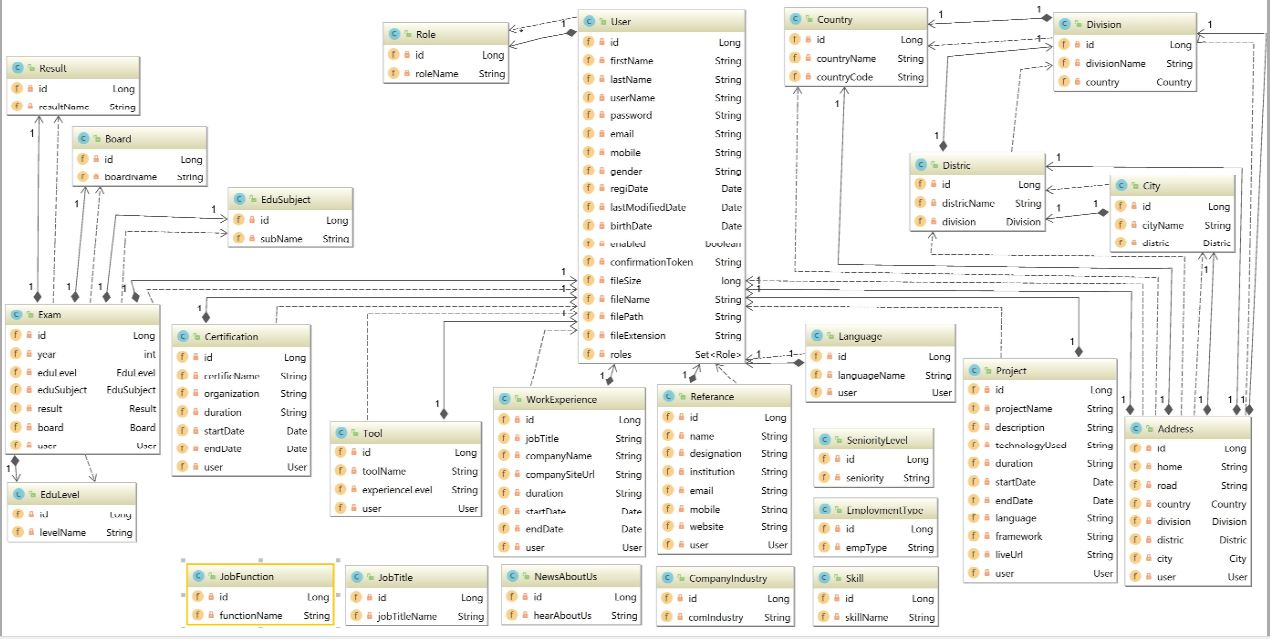 Role
id Long
roleName String
User
id Long
firstName String
lastName String
userName String
password String
email String
mobile String
gender String
regiDate Date
lastModifiedDate Date
birthDate Date
enabled boolean
confirmationToken String
fileSize long
fileName String
filePath String
fileExtension String
roles Set<Role>
Country
id Long
countryName String
countryCode String
Division
id Long
divisionName String
country Country
Result
id Long
resultName String
Board
id Long
boardName String
EduSubject
id Long
subName String
Distric
id Long
districName String
division Division
City
id Long
cityName String
distric Distric
Exam
id Long
year int
eduLevel EduLevel
eduSubject EduSubject
result Result
board Board
user User
Certification
id Long
certificName String
organization String
duration String
startDate Date
endDate Date
user User
Tool
id Long
toolName String
experienceLevel String
user User
WorkExperience
id Long
jobTitle String
companyName String
companySiteUrl String
duration String
startDate Date
endDate Date
user User
Referance
id Long
name String
designation String
institution String
email String
mobile String
website String
user User
Language
id Long
languageName String
user User
Project
id Long
projectName String
description String
technologyUsed String
duration String
startDate Date
endDate Date
language String
framework String
liveUrl String
user User
Address
id Long
home String
road String
country Country
division Division
distric Distric
city City
user User
EduLevel
id Long
levelName String
SeniorityLevel
id Long
seniority String
EmploymentType
id Long
empType String
JobFunction
id Long
functionName String
JobTitle
id Long
jobTitleName String
NewsAboutUs
id Long
hearAboutUs String
CompanyIndustry
id Long
comIndustry String
Skill
id Long
skillName String